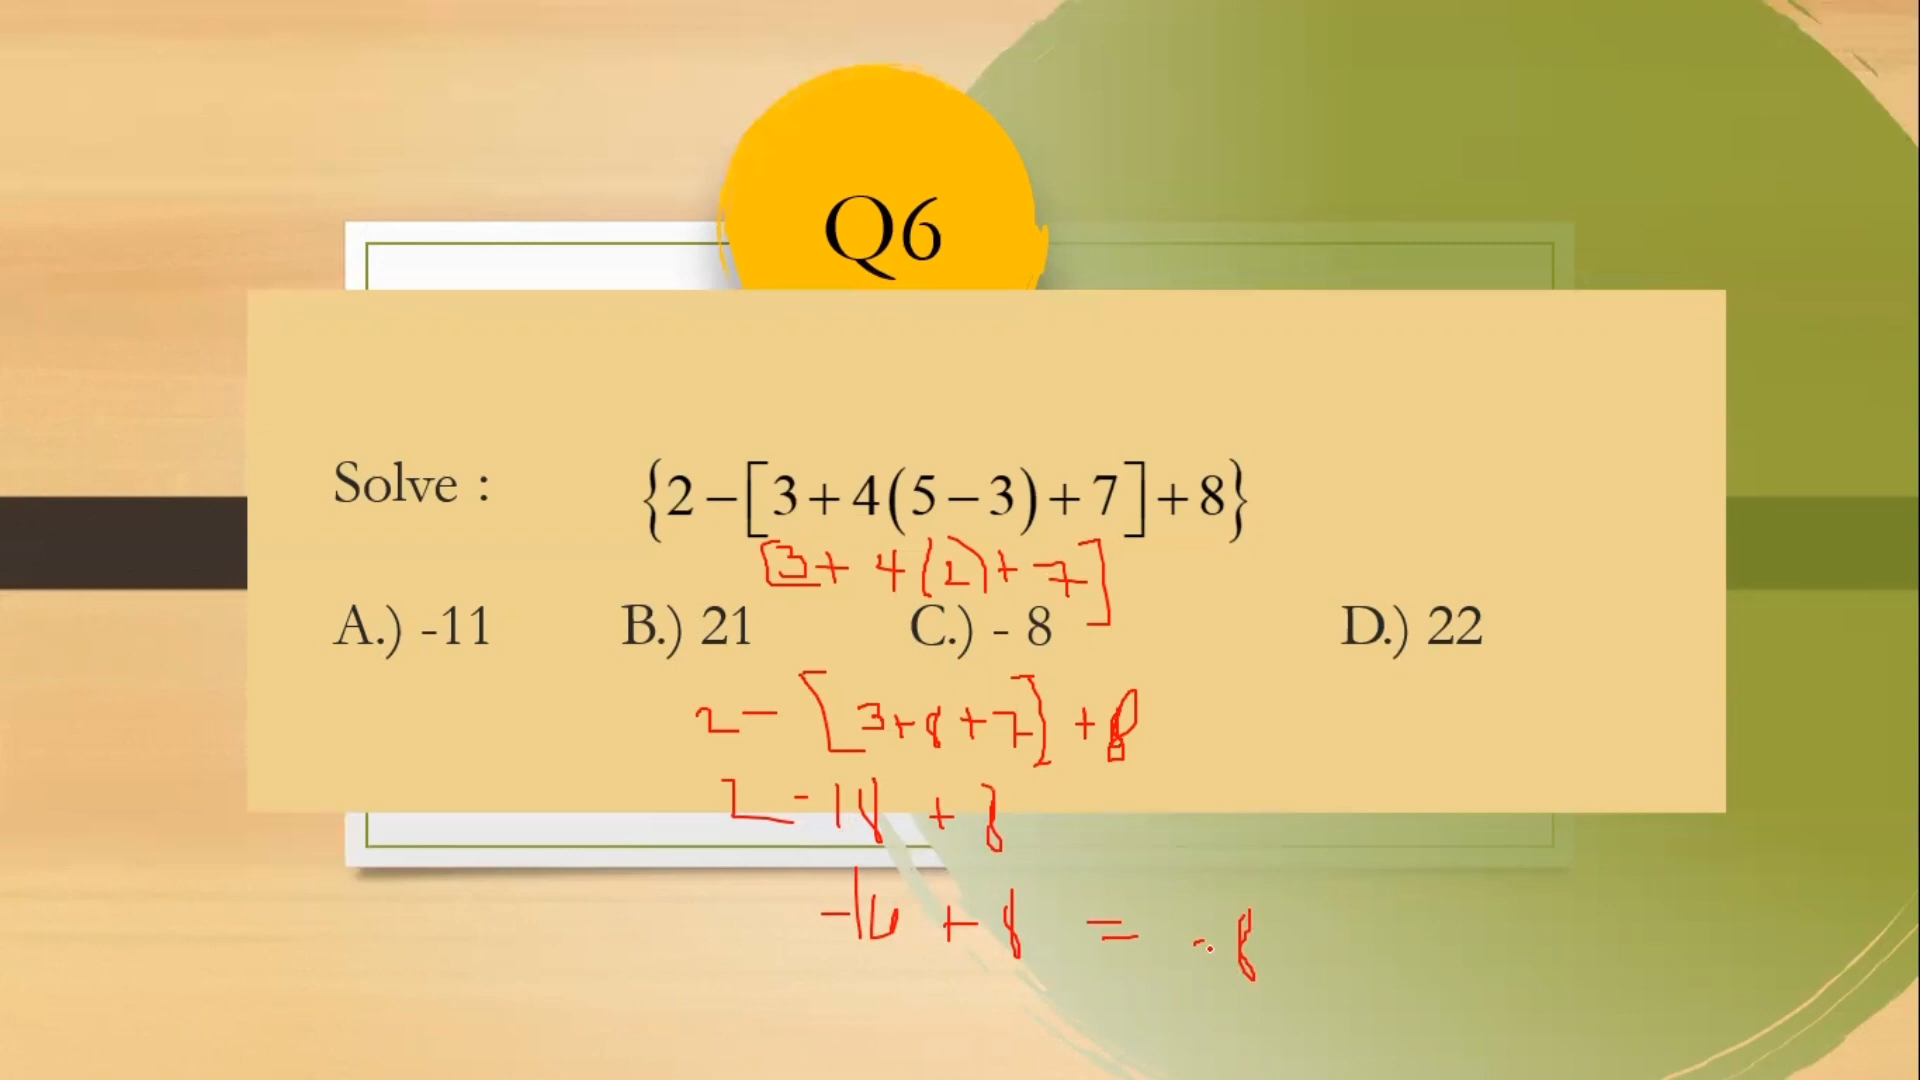 Q6
Solve : {2-[3+4(5-3)+7]+8}
[3+ 4(2)+7]
A.) -11 B.) 21 C.) - 8 D.) 22
2- [3+8+7] +8
2 -18 + 8
-16 + 8 = -8